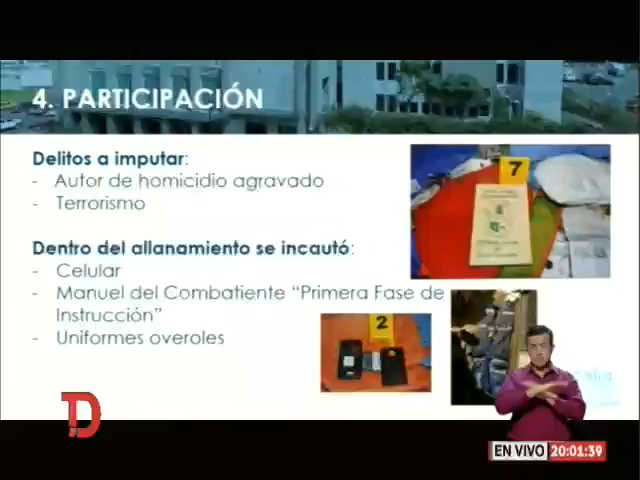 4. PARTICIPACIÓN
Delitos a imputar:
- Autor de homicidio agravado
- Terrorismo
Dentro del allanamiento se incautó:
- Celular
- Manuel del Combatiente "Primera Fase de
Instrucción"
- Uniformes overoles
7
2
TD
EN VIVO 20:01:39